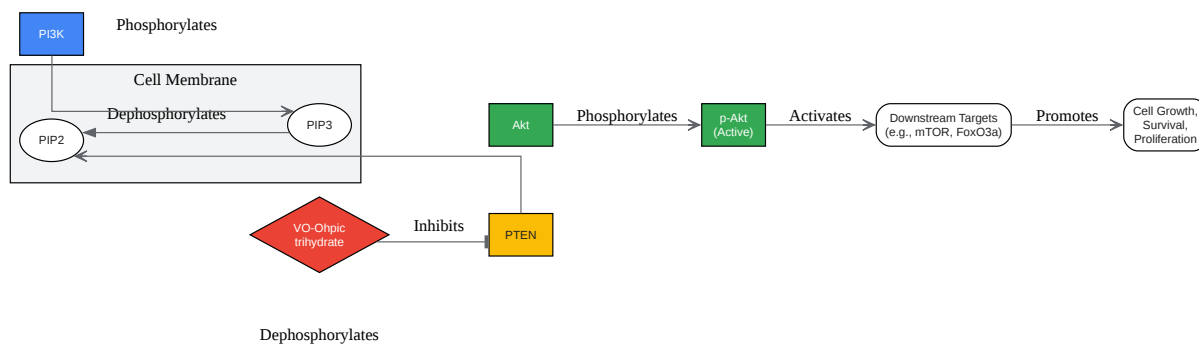 Phosphorylates
PI3K
Cell Membrane
Dephosphorylates
PIP3
PIP2
Akt
Phosphorylates
p-Akt
(Active)
Activates
Downstream Targets
(e.g., mTOR, FoxO3a)
Promotes
Cell Growth,
Survival,
Proliferation
VO-Ohpic
trihydrate
Inhibits
PTEN
Dephosphorylates